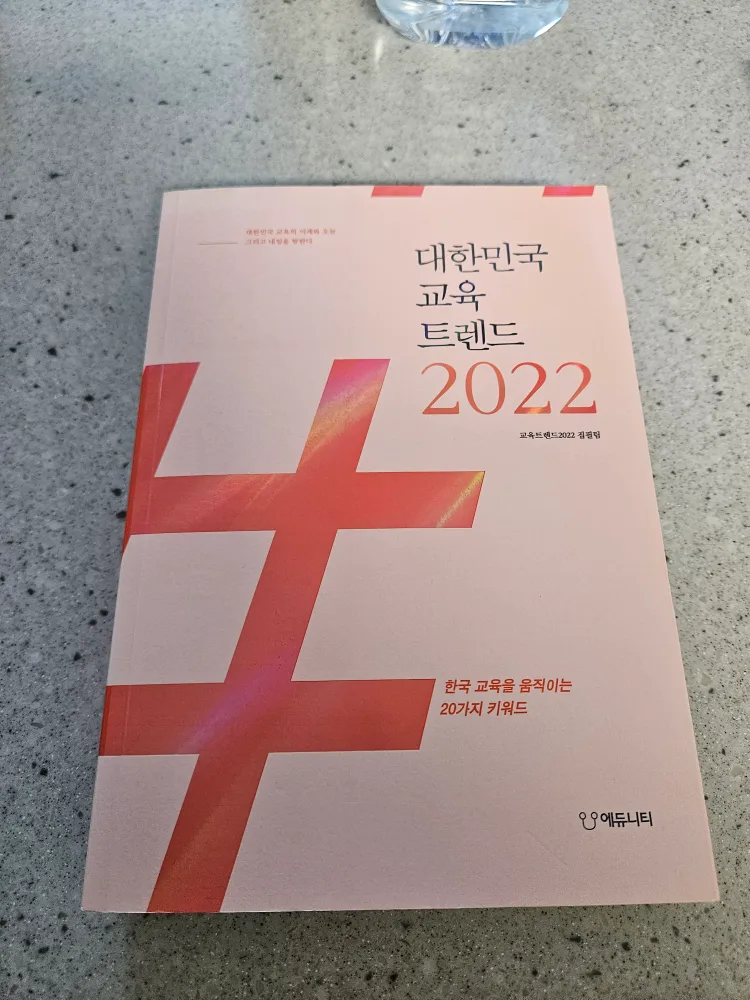 대한민국 교육의 어제와 오늘
그리고 내일을 말한다
대한민국
교육
트렌드
2022
교육트렌드2022 집필팀
한국 교육을 움직이는
20가지 키워드
에듀니티